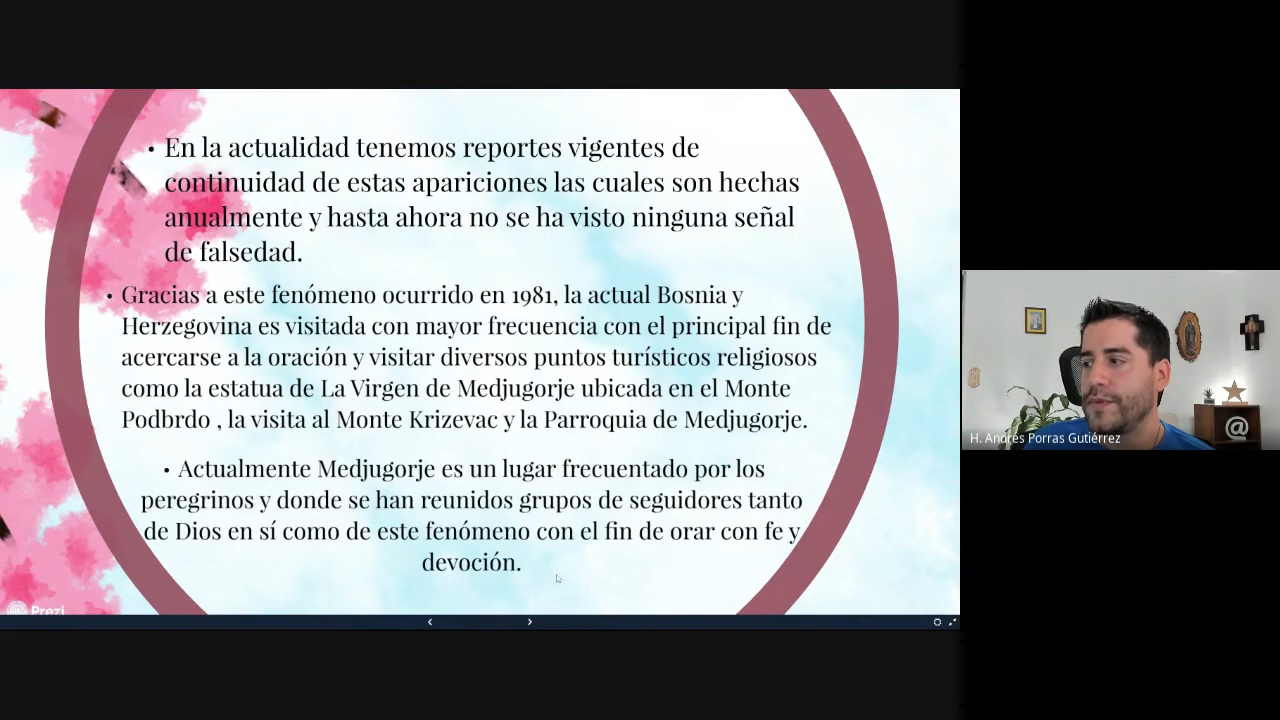 • En la actualidad tenemos reportes vigentes de
continuidad de estas apariciones las cuales son hechas
anualmente y hasta ahora no se ha visto ninguna señal
de falsedad.
• Gracias a este fenómeno ocurrido en 1981, la actual Bosnia y
Herzegovina es visitada con mayor frecuencia con el principal fin de
acercarse a la oración y visitar diversos puntos turísticos religiosos
como la estatua de La Virgen de Medjugorje ubicada en el Monte
Podbrdo , la visita al Monte Krizevac y la Parroquia de Medjugorje.
• Actualmente Medjugorje es un lugar frecuentado por los
peregrinos y donde se han reunidos grupos de seguidores tanto
de Dios en sí como de este fenómeno con el fin de orar con fe y
devoción.
Prezi
H. Andres Porras Gutiérrez
@